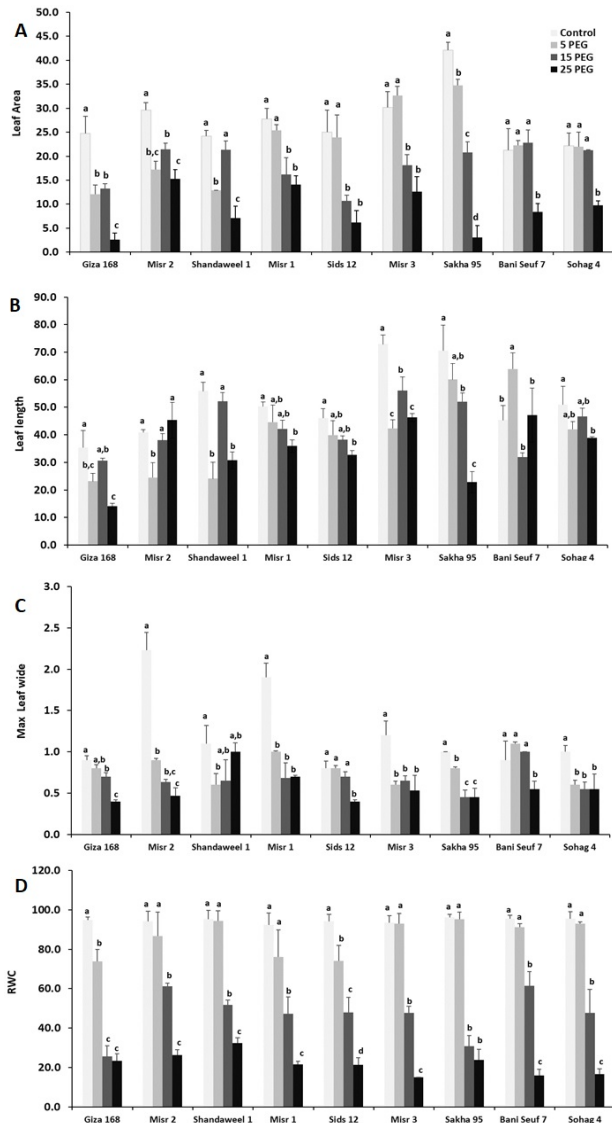 A
Control
5 PEG
15 PEG
25 PEG
Leaf Area
45.0
40.0
35.0
30.0
25.0
20.0
15.0
10.0
5.0
0.0
a b b c
a b,c b c
a b a c
a a b b
a a b b
a a b b
a b c d
a a a b
a a a b
Giza 168 Misr 2 Shandaweel 1 Misr 1 Sids 12 Misr 3 Sakha 95 Bani Seuf 7 Sohag 4
B
Leaf length
90.0
80.0
70.0
60.0
50.0
40.0
30.0
20.0
10.0
0.0
a b,c a,b c
a b a a
a b a b
a a,b a,b b
a a,b a,b b
a c b c
a a,b b c
b a b b
a b a,b b
Giza 168 Misr 2 Shandaweel 1 Misr 1 Sids 12 Misr 3 Sakha 95 Bani Seuf 7 Sohag 4
C
Max Leaf wide
3.0
2.5
2.0
1.5
1.0
0.5
0.0
a a,b b c
a b b,c c
a b a,b a,b
a b b b
a a a b
a b b b
a b c c
a a a b
a b b b
Giza 168 Misr 2 Shandaweel 1 Misr 1 Sids 12 Misr 3 Sakha 95 Bani Seuf 7 Sohag 4
D
RWC
120.0
100.0
80.0
60.0
40.0
20.0
0.0
a b c c
a a b c
a a b c
a a b c
a b c d
a a b c
a a b b
a a b c
a a b c
Giza 168 Misr 2 Shandaweel 1 Misr 1 Sids 12 Misr 3 Sakha 95 Bani Seuf 7 Sohag 4